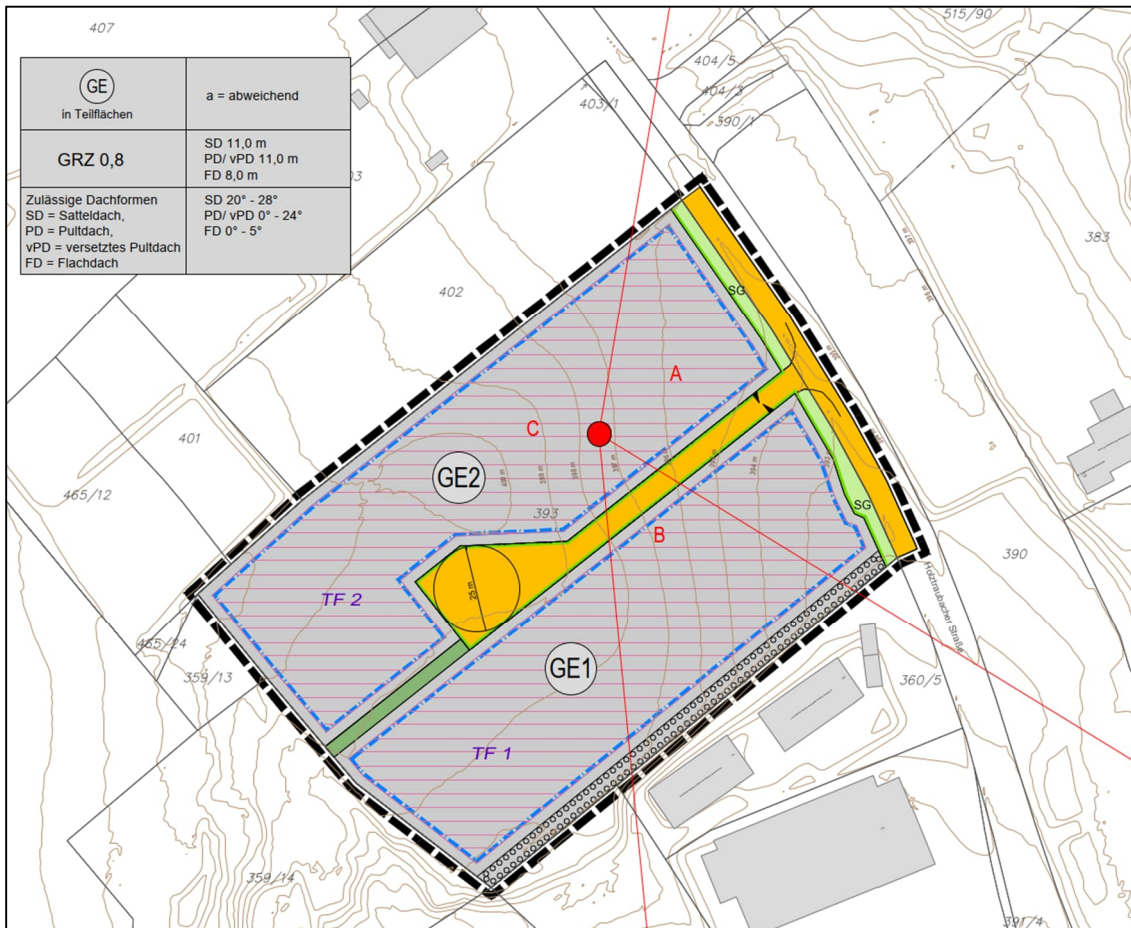 407
515/90
GE
in Teilflächen
a = abweichend
GRZ 0,8
SD 11,0 m
PD/ vPD 11,0 m
FD 8,0 m
Zulässige Dachformen
SD = Satteldach,
PD = Pultdach,
vPD = versetztes Pultdach
FD = Flachdach
SD 20° - 28°
PD/ vPD 0° - 24°
FD 0° - 5°
404/5
404/3
403/1
390/1
383
402
SG
A
C
401
465/12
GE2
393
394 m
B
SG
390
25 m
TF 2
Holztraubacher Straße
465/24
359/13
GE1
360/5
TF 1
359/14
391/4